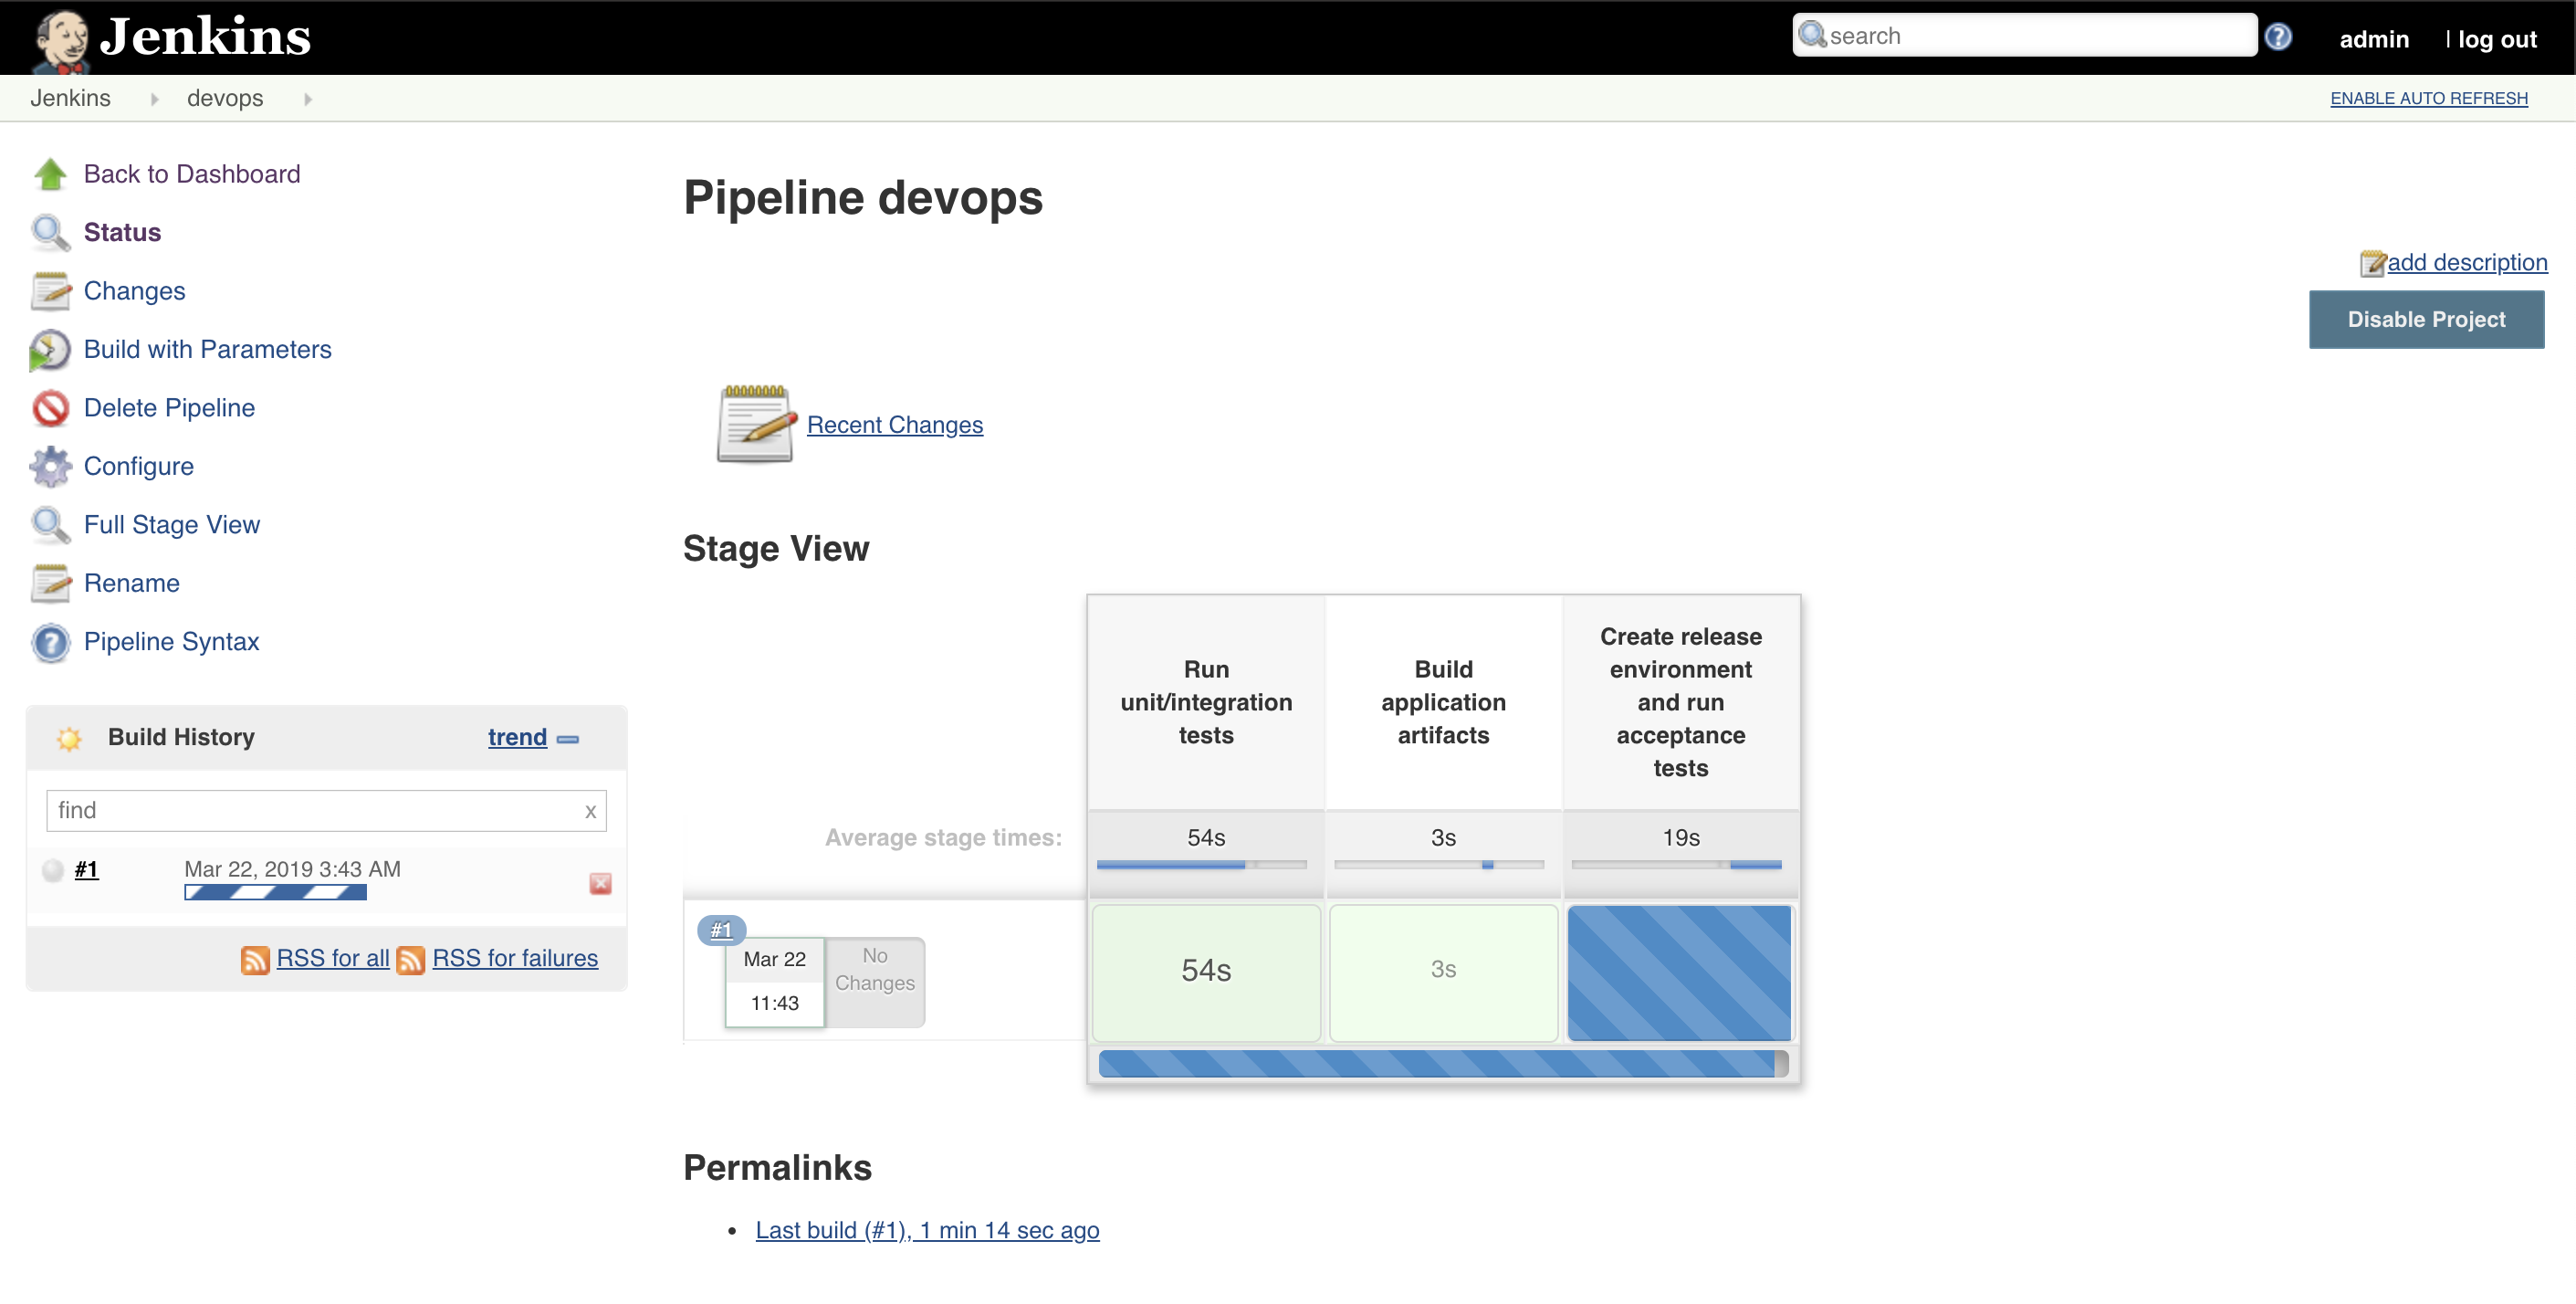 Jenkins
search
?
admin
| log out
Jenkins
devops
ENABLE AUTO REFRESH
Back to Dashboard
Status
Changes
Build with Parameters
Delete Pipeline
Configure
Full Stage View
Rename
? Pipeline Syntax
Build History
trend
find
x
#1
Mar 22, 2019 3:43 AM
RSS for all
RSS for failures
Pipeline devops
add description
Disable Project
Recent Changes
Stage View
Run
unit/integration
tests
Build
application
artifacts
Create release
environment
and run
acceptance
tests
Average stage times:
54s
3s
19s
#1
Mar 22
11:43
No
Changes
54s
3s
Permalinks
• Last build (#1), 1 min 14 sec ago